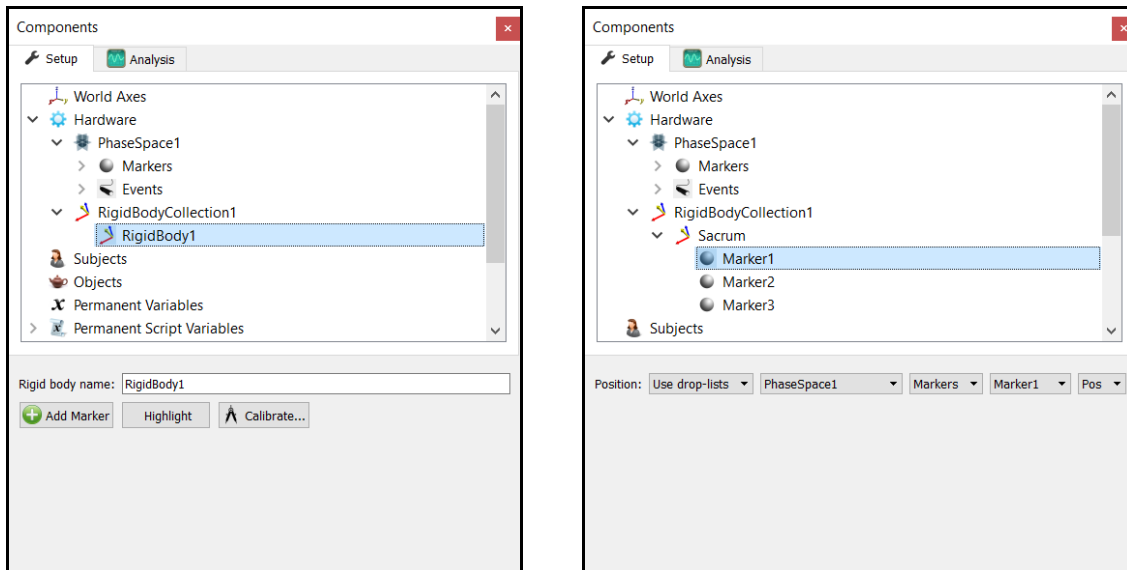 Components
Setup Analysis
World Axes
Hardware
PhaseSpace1
Markers
Events
RigidBodyCollection1
RigidBody1
Subjects
Objects
Permanent Variables
Permanent Script Variables
Rigid body name: RigidBody1
Add Marker Highlight Calibrate...
Components
Setup Analysis
World Axes
Hardware
PhaseSpace1
Markers
Events
RigidBodyCollection1
Sacrum
Marker1
Marker2
Marker3
Subjects
Position: Use drop-lists PhaseSpace1 Markers Marker1 Pos